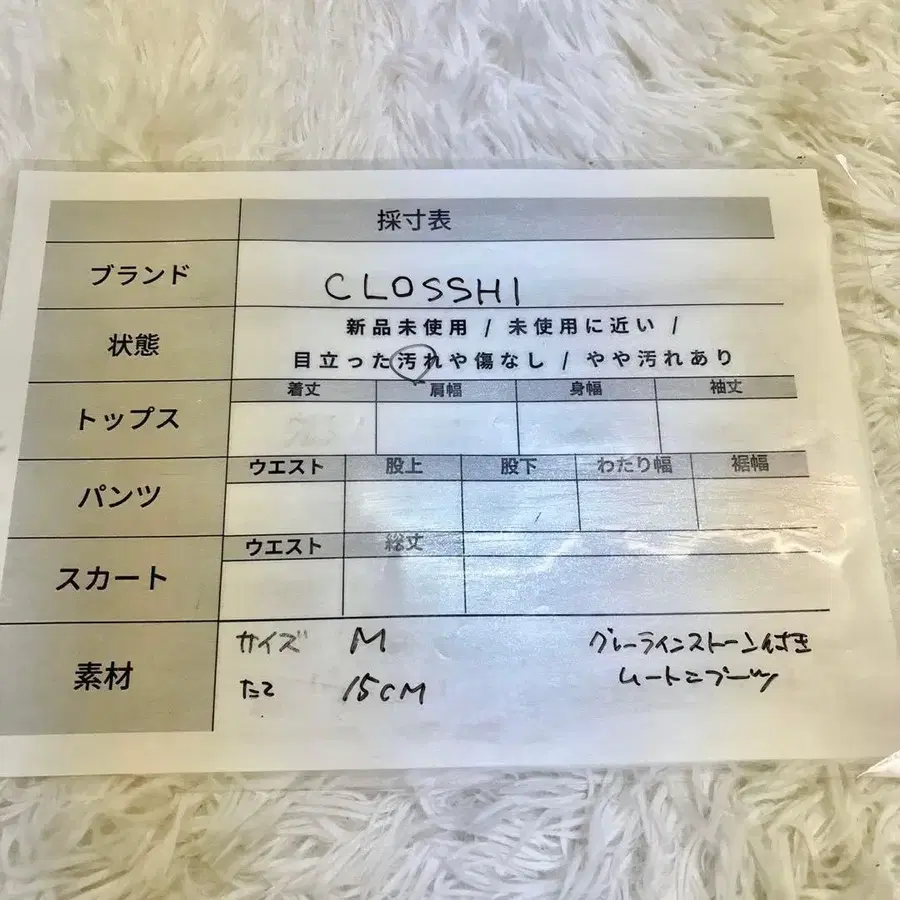 採寸表
ブランド CLOSSHI
状態 新品未使用 / 未使用に近い /
目立った汚れや傷なし / やや汚れあり
トップス 着丈 肩幅 身幅 袖丈
パンツ ウエスト 股上 股下 わたり幅 裾幅
スカート ウエスト 総丈
素材 サイズ M グレーラインストーン付き
たて 15CM ムートンブーツ